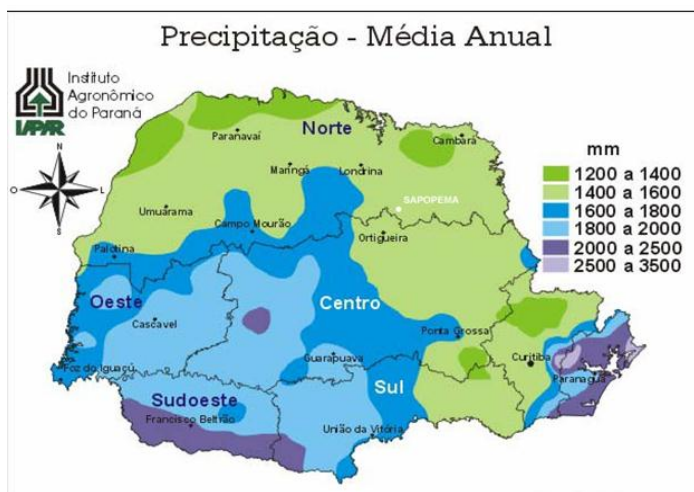 Precipitação - Média Anual
Instituto
Agronômico
do Paraná
IAPAR
N
O
L
S
Norte
Paranavaí
Cambará
Maringá
Londrina
SAPOPEMA
Umuarama
Campo Mourão
Ortigueira
Palotina
Oeste
Centro
Cascavel
Ponta Grossa
Guarapuava
Curitiba
Foz do Iguaçú
Paranaguá
Sul
Sudoeste
Francisco Beltrão
União da Vitória
mm
1200 a 1400
1400 a 1600
1600 a 1800
1800 a 2000
2000 a 2500
2500 a 3500